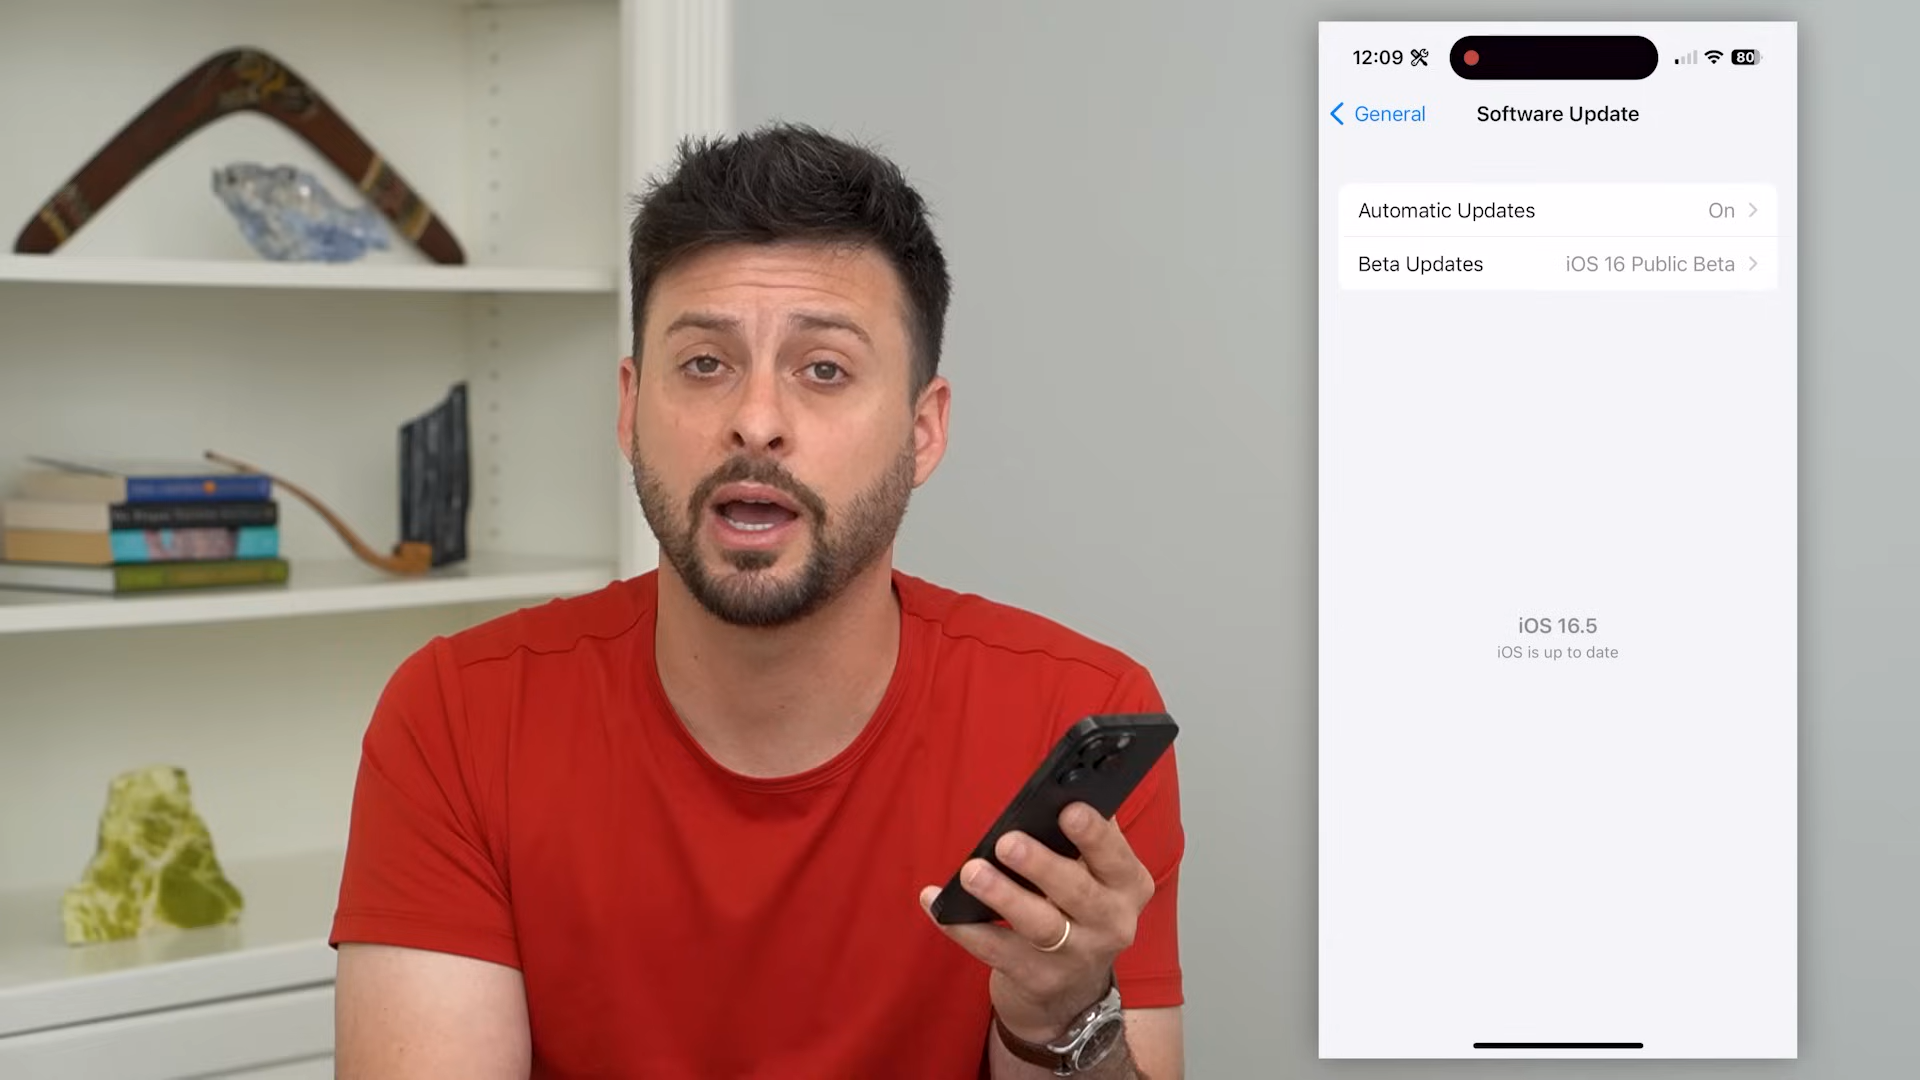 12:09
80
General
Software Update
Automatic Updates
On
Beta Updates
iOS 16 Public Beta
iOS 16.5
iOS is up to date